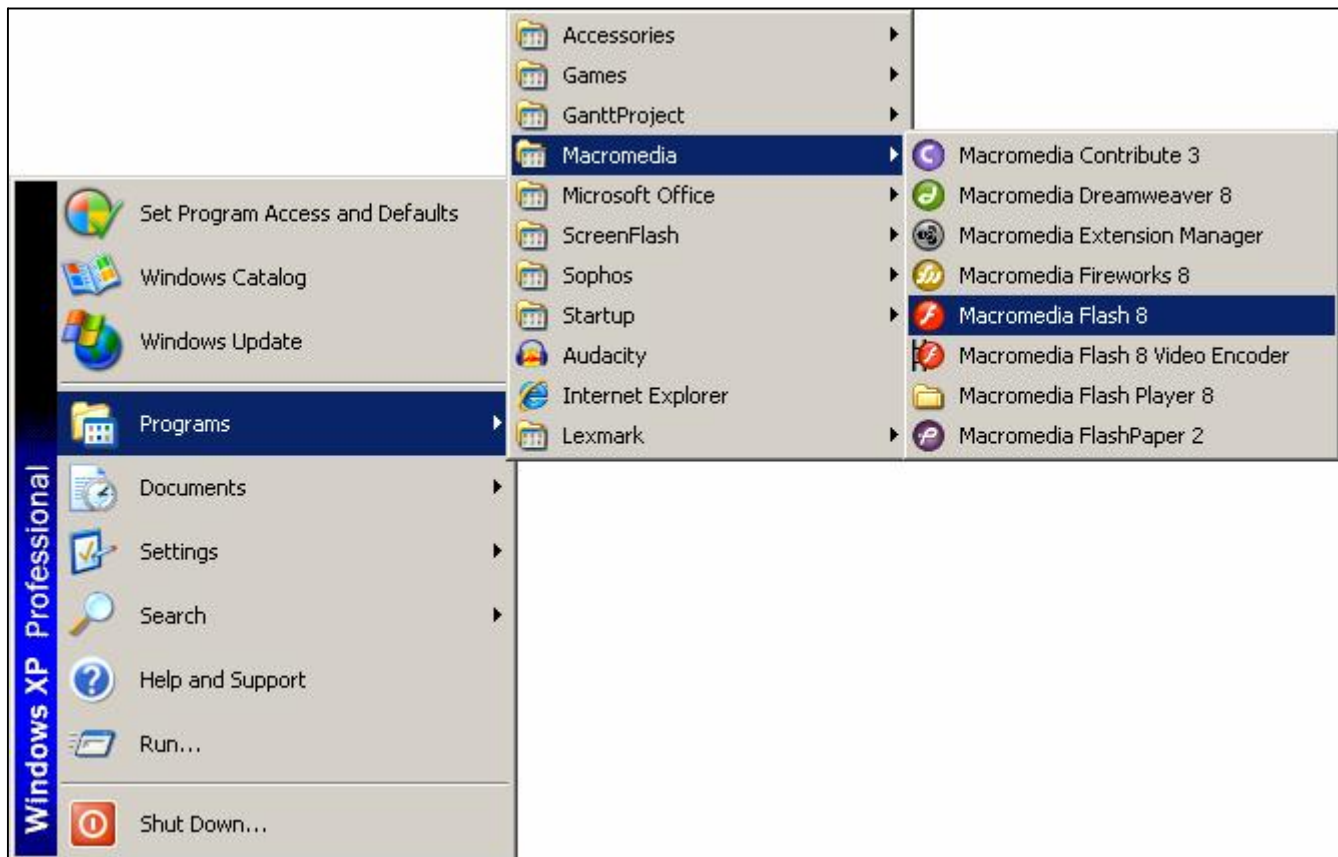 Windows XP Professional
Set Program Access and Defaults
Windows Catalog
Windows Update
Programs
Documents
Settings
Search
Help and Support
Run...
Shut Down...
Accessories
Games
GanttProject
Macromedia
Microsoft Office
ScreenFlash
Sophos
Startup
Audacity
Internet Explorer
Lexmark
Macromedia Contribute 3
Macromedia Dreamweaver 8
Macromedia Extension Manager
Macromedia Fireworks 8
Macromedia Flash 8
Macromedia Flash 8 Video Encoder
Macromedia Flash Player 8
Macromedia FlashPaper 2